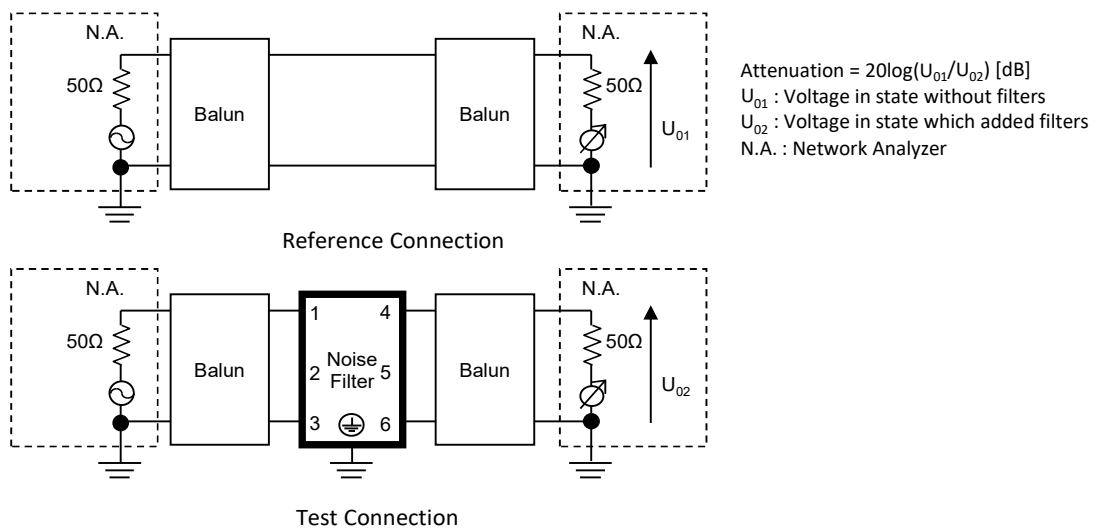 N.A.
50Ω
Balun
Balun
N.A.
50Ω
U01
Attenuation = 20log(U01/U02) [dB]
U01 : Voltage in state without filters
U02 : Voltage in state which added filters
N.A. : Network Analyzer
Reference Connection
N.A.
50Ω
Balun
1 4
Noise
2 5
Filter
3 6
Balun
N.A.
50Ω
U02
Test Connection